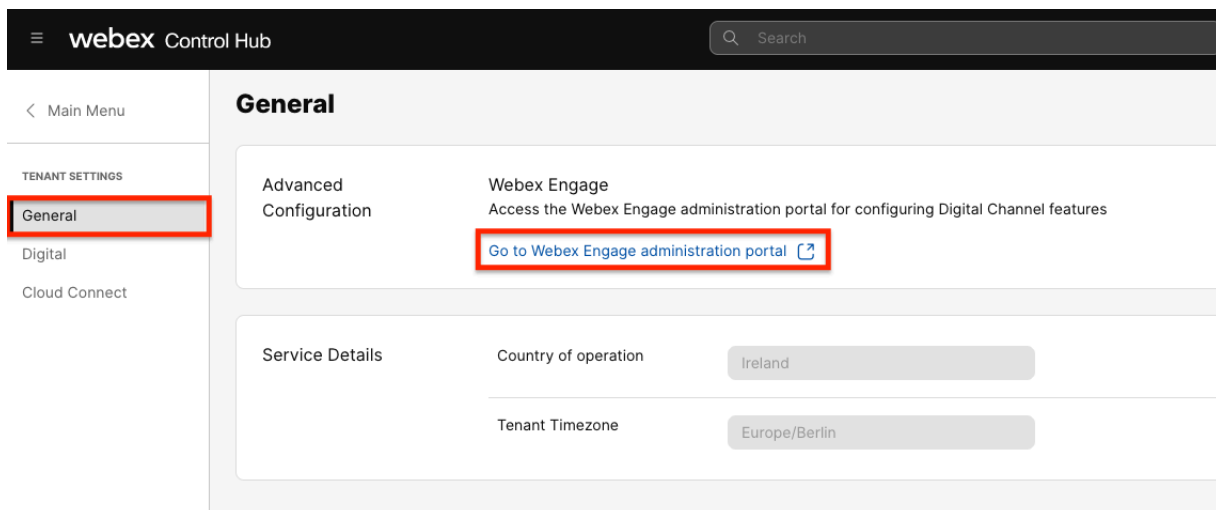 webex Control Hub
Search
Main Menu
General
TENANT SETTINGS
General
Digital
Cloud Connect
Advanced
Configuration
Webex Engage
Access the Webex Engage administration portal for configuring Digital Channel features
Go to Webex Engage administration portal
Service Details
Country of operation
Ireland
Tenant Timezone
Europe/Berlin